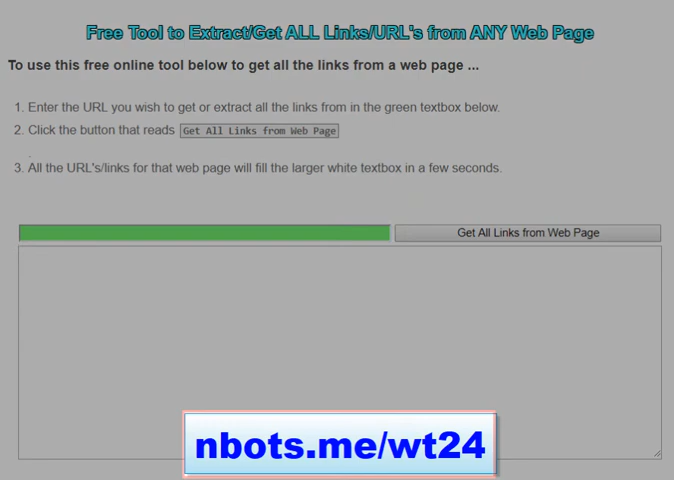 Free Tool to Extract/Get ALL Links/URL's from ANY Web Page
To use this free online tool below to get all the links from a web page ...
1. Enter the URL you wish to get or extract all the links from in the green textbox below.
2. Click the button that reads Get All Links from Web Page
.
3. All the URL's/links for that web page will fill the larger white textbox in a few seconds.
Get All Links from Web Page
nbots.me/wt24